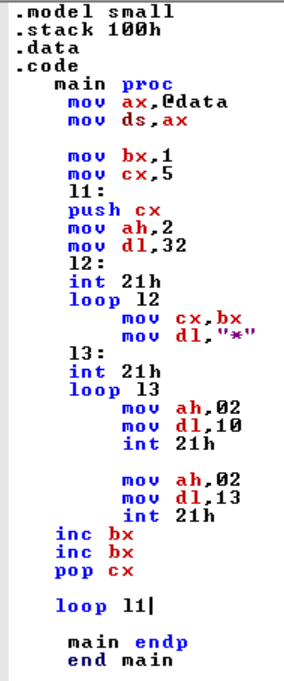 .model small
.stack 100h
.data
.code
main proc
mov ax,@data
mov ds,ax
mov bx,1
mov cx,5
l1:
push cx
mov ah,2
mov dl,32
l2:
int 21h
loop l2
mov cx,bx
mov dl,"*"
l3:
int 21h
loop l3
mov ah,02
mov dl,10
int 21h
mov ah,02
mov dl,13
int 21h
inc bx
inc bx
pop cx
loop l1
main endp
end main